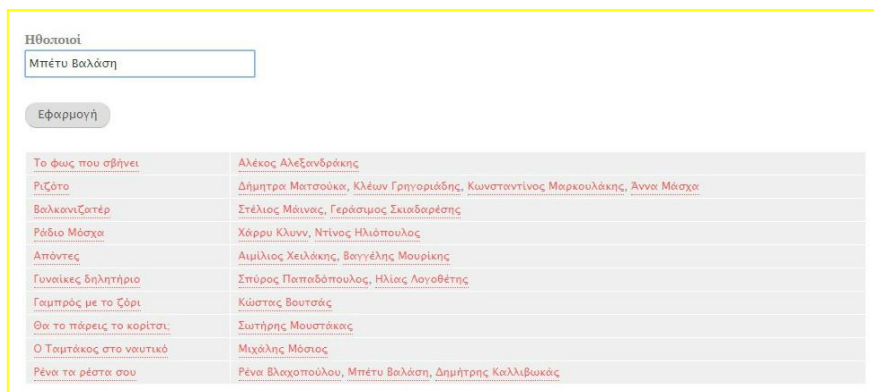 Ηθοποιοί
Μπέτυ Βαλάση
Εφαρμογή
Το φως που σβήνει Αλέκος Αλεξανδράκης
Ριζότο Δήμητρα Ματσούκα, Κλέων Γρηγοριάδης, Κωνσταντίνος Μαρκουλάκης, Άννα Μάσχα
Βαλκανιζατέρ Στέλιος Μάινας, Γεράσιμος Σκιαδαρέσης
Ράδιο Μόσχα Χάρρυ Κλυνν, Ντίνος Ηλιόπουλος
Απόντες Αιμίλιος Χειλάκης, Βαγγέλης Μουρίκης
Γυναίκες δηλητήριο Σπύρος Παπαδόπουλος, Ηλίας Λογοθέτης
Γαμπρός με το ζόρι Κώστας Βουτσάς
Θα το πάρεις το κορίτσι; Σωτήρης Μουστάκας
Ο Ταμτάκος στο ναυτικό Μιχάλης Μόσιος
Ρένα τα ρέστα σου Ρένα Βλαχοπούλου, Μπέτυ Βαλάση, Δημήτρης Καλλιβωκάς